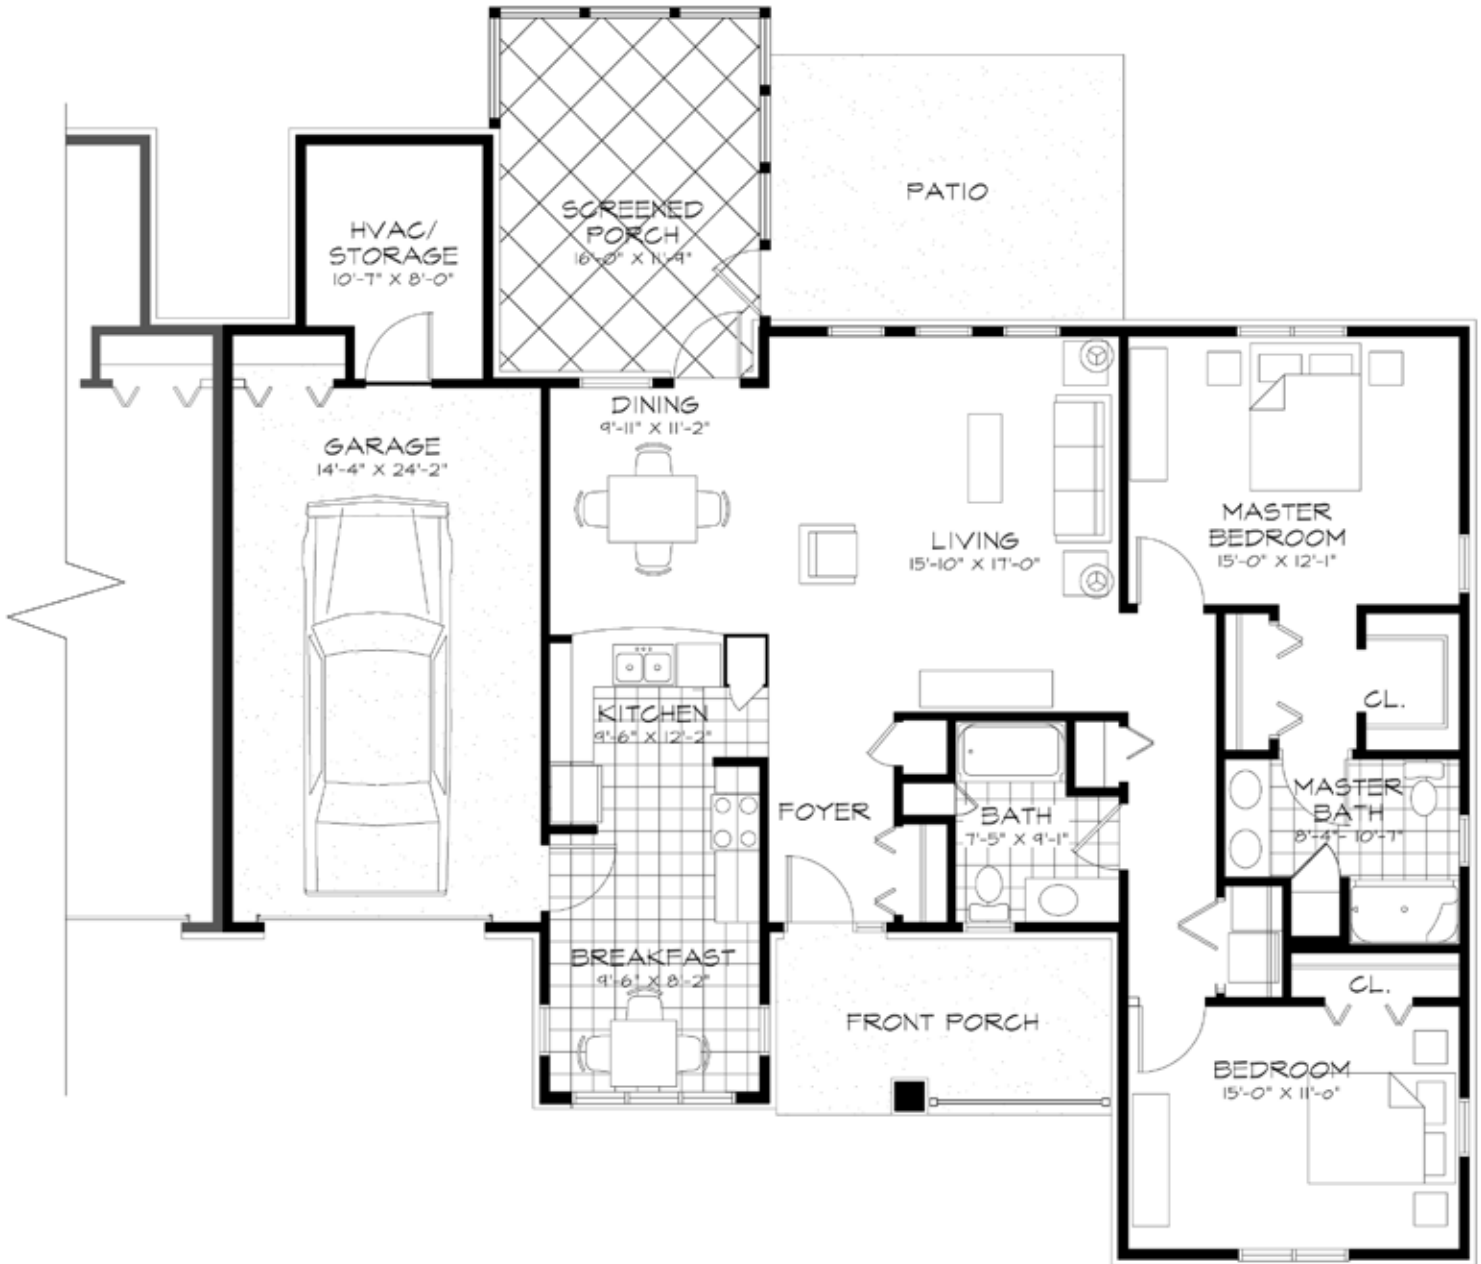 SCREENED
PORCH
16'-0" X 11'-9"
PATIO
HVAC/
STORAGE
10'-7" X 8'-0"
DINING
9'-11" X 11'-2"
GARAGE
14'-4" X 24'-2"
LIVING
15'-10" X 17'-0"
MASTER
BEDROOM
15'-0" X 12'-1"
KITCHEN
9'-6" X 12'-2"
CL.
FOYER
BATH
7'-5" X 9'-1"
MASTER
BATH
8'-4"- 10'-7"
BREAKFAST
9'-6" X 8'-2"
CL.
FRONT PORCH
BEDROOM
15'-0" X 11'-0"